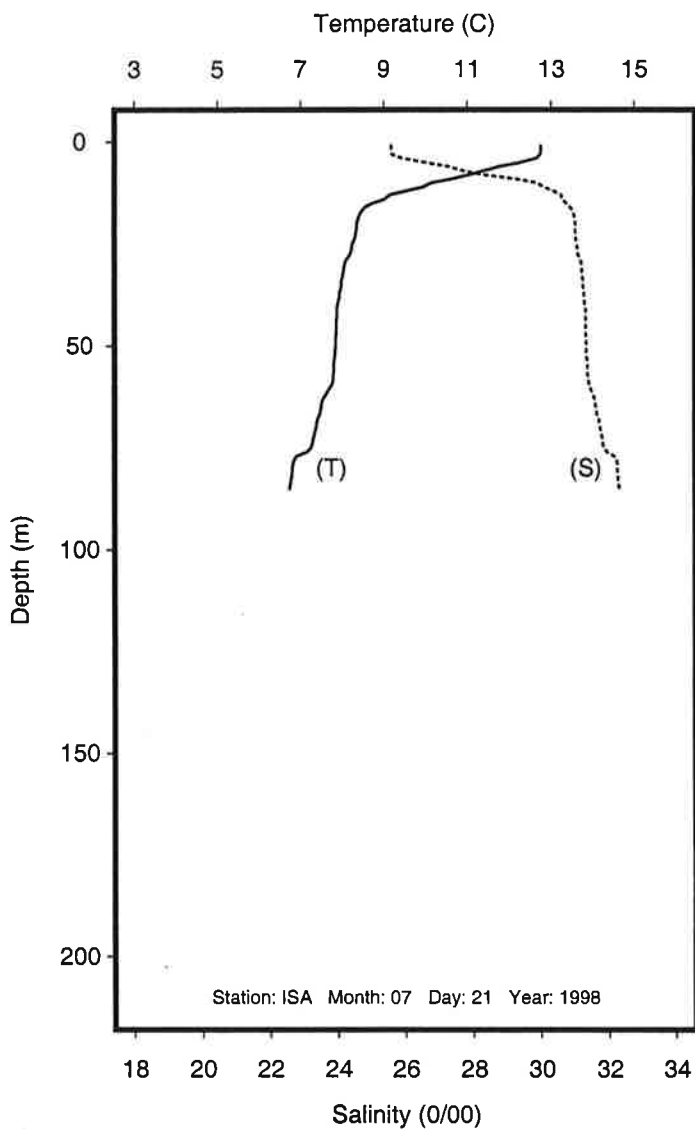 Temperature (C)
3 5 7 9 11 13 15
0
50
100
150
200
Depth (m)
(T) (S)
Station: ISA Month: 07 Day: 21 Year: 1998
18 20 22 24 26 28 30 32 34
Salinity (0/00)